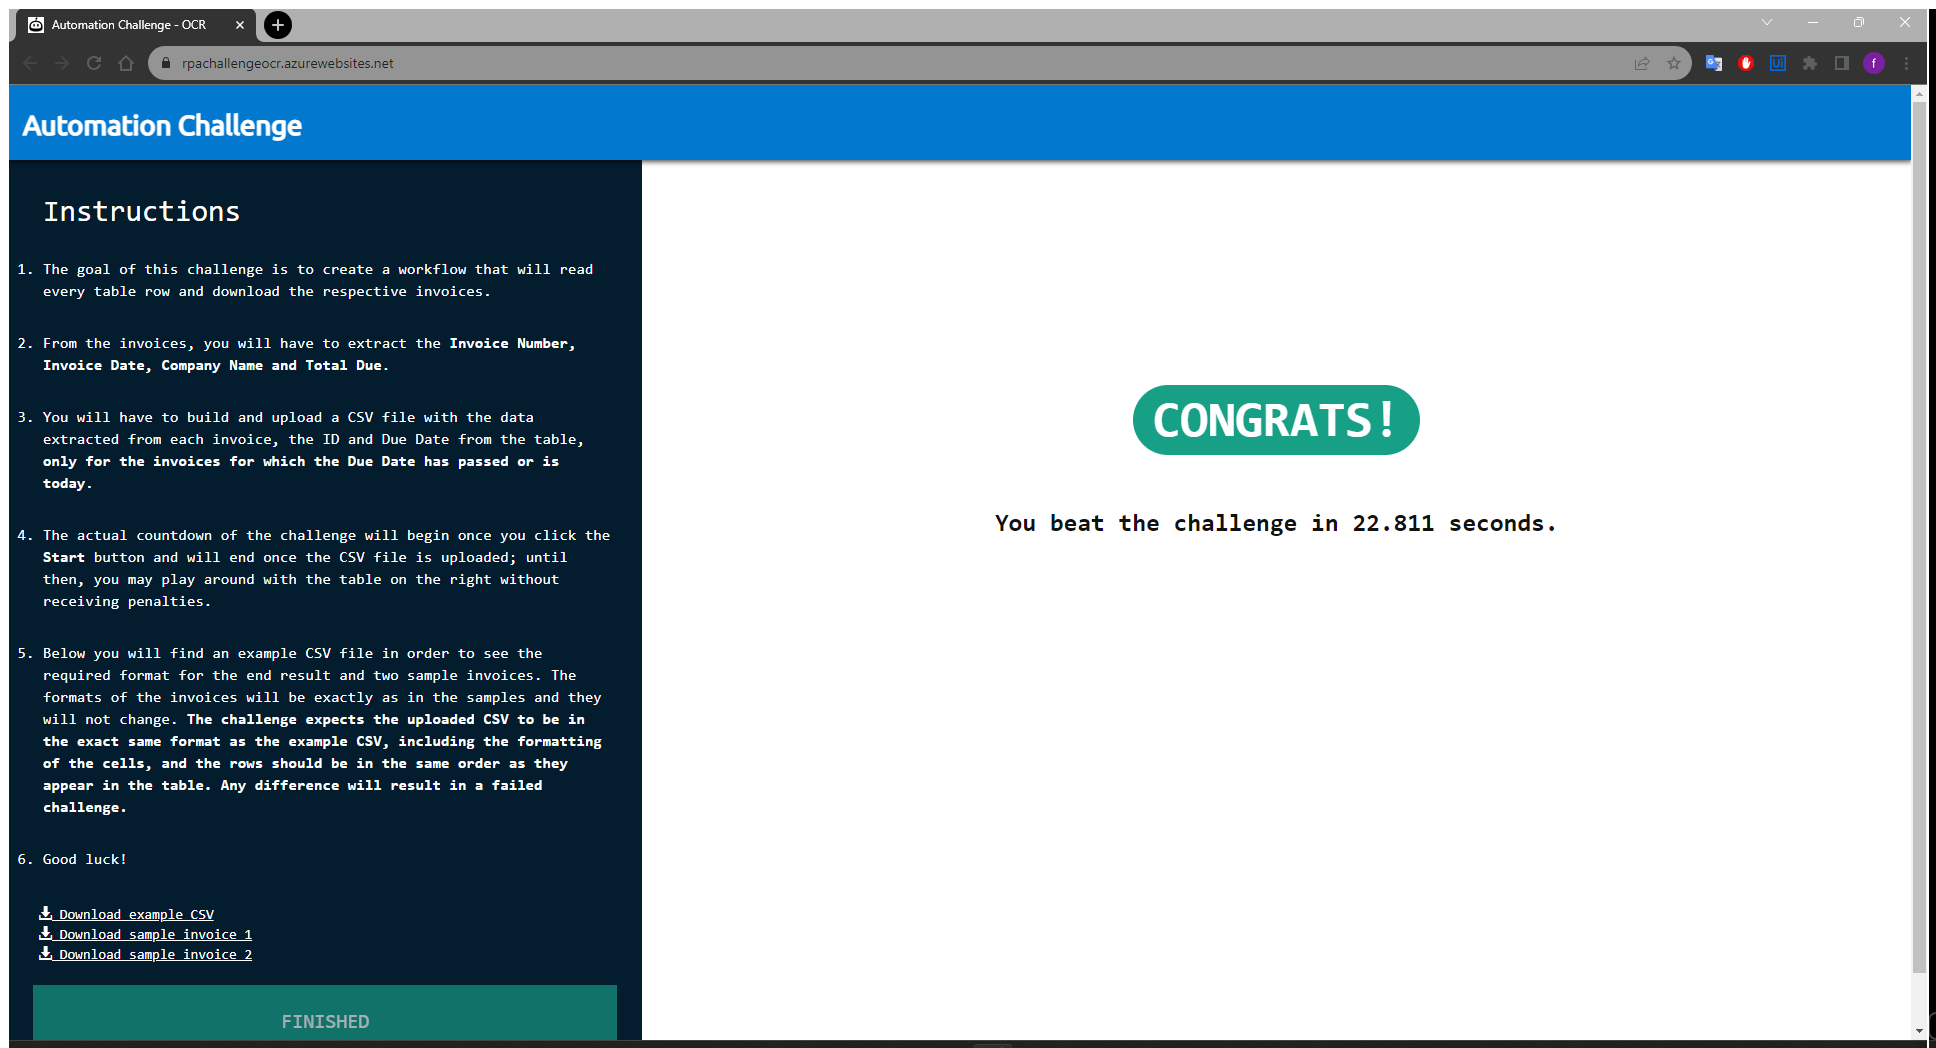 Automation Challenge - OCR
rpachallengeocr.azurewebsites.net
Ui
f
Automation Challenge
Instructions
1. The goal of this challenge is to create a workflow that will read
every table row and download the respective invoices.
2. From the invoices, you will have to extract the Invoice Number,
Invoice Date, Company Name and Total Due.
3. You will have to build and upload a CSV file with the data
extracted from each invoice, the ID and Due Date from the table,
only for the invoices for which the Due Date has passed or is
today.
4. The actual countdown of the challenge will begin once you click the
Start button and will end once the CSV file is uploaded; until
then, you may play around with the table on the right without
receiving penalties.
5. Below you will find an example CSV file in order to see the
required format for the end result and two sample invoices. The
formats of the invoices will be exactly as in the samples and they
will not change. The challenge expects the uploaded CSV to be in
the exact same format as the example CSV, including the formatting
of the cells, and the rows should be in the same order as they
appear in the table. Any difference will result in a failed
challenge.
6. Good luck!
Download example CSV
Download sample invoice 1
Download sample invoice 2
FINISHED
CONGRATS!
You beat the challenge in 22.811 seconds.